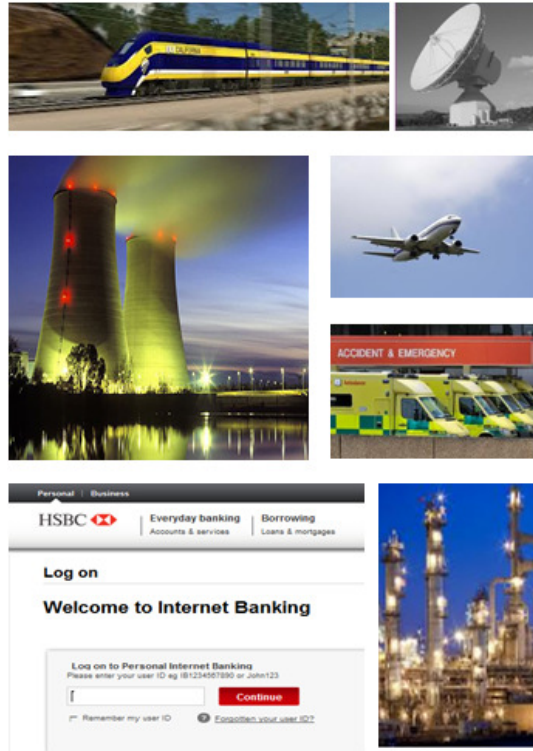 CALIFORNIA
ACCIDENT & EMERGENCY
Ambulance
Personal | Business
HSBC
Everyday banking
Accounts & services
Borrowing
Loans & mortgages
Log on
Welcome to Internet Banking
Log on to Personal Internet Banking
Please enter your user ID eg IB1234567890 or John123
Continue
Remember my user ID
? Forgotten your user ID?